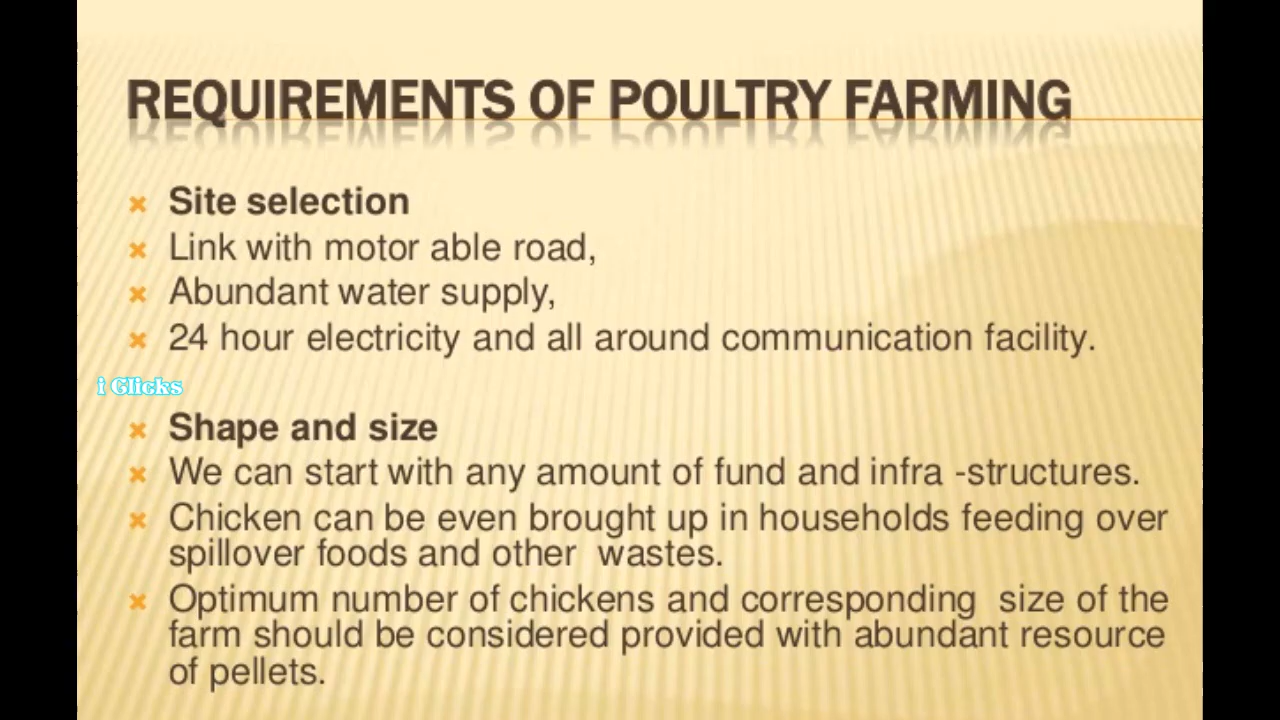 REQUIREMENTS OF POULTRY FARMING
Site selection
Link with motor able road,
Abundant water supply,
24 hour electricity and all around communication facility.
i Glicks
Shape and size
We can start with any amount of fund and infra -structures.
Chicken can be even brought up in households feeding over
spillover foods and other wastes.
Optimum number of chickens and corresponding size of the
farm should be considered provided with abundant resource
of pellets.